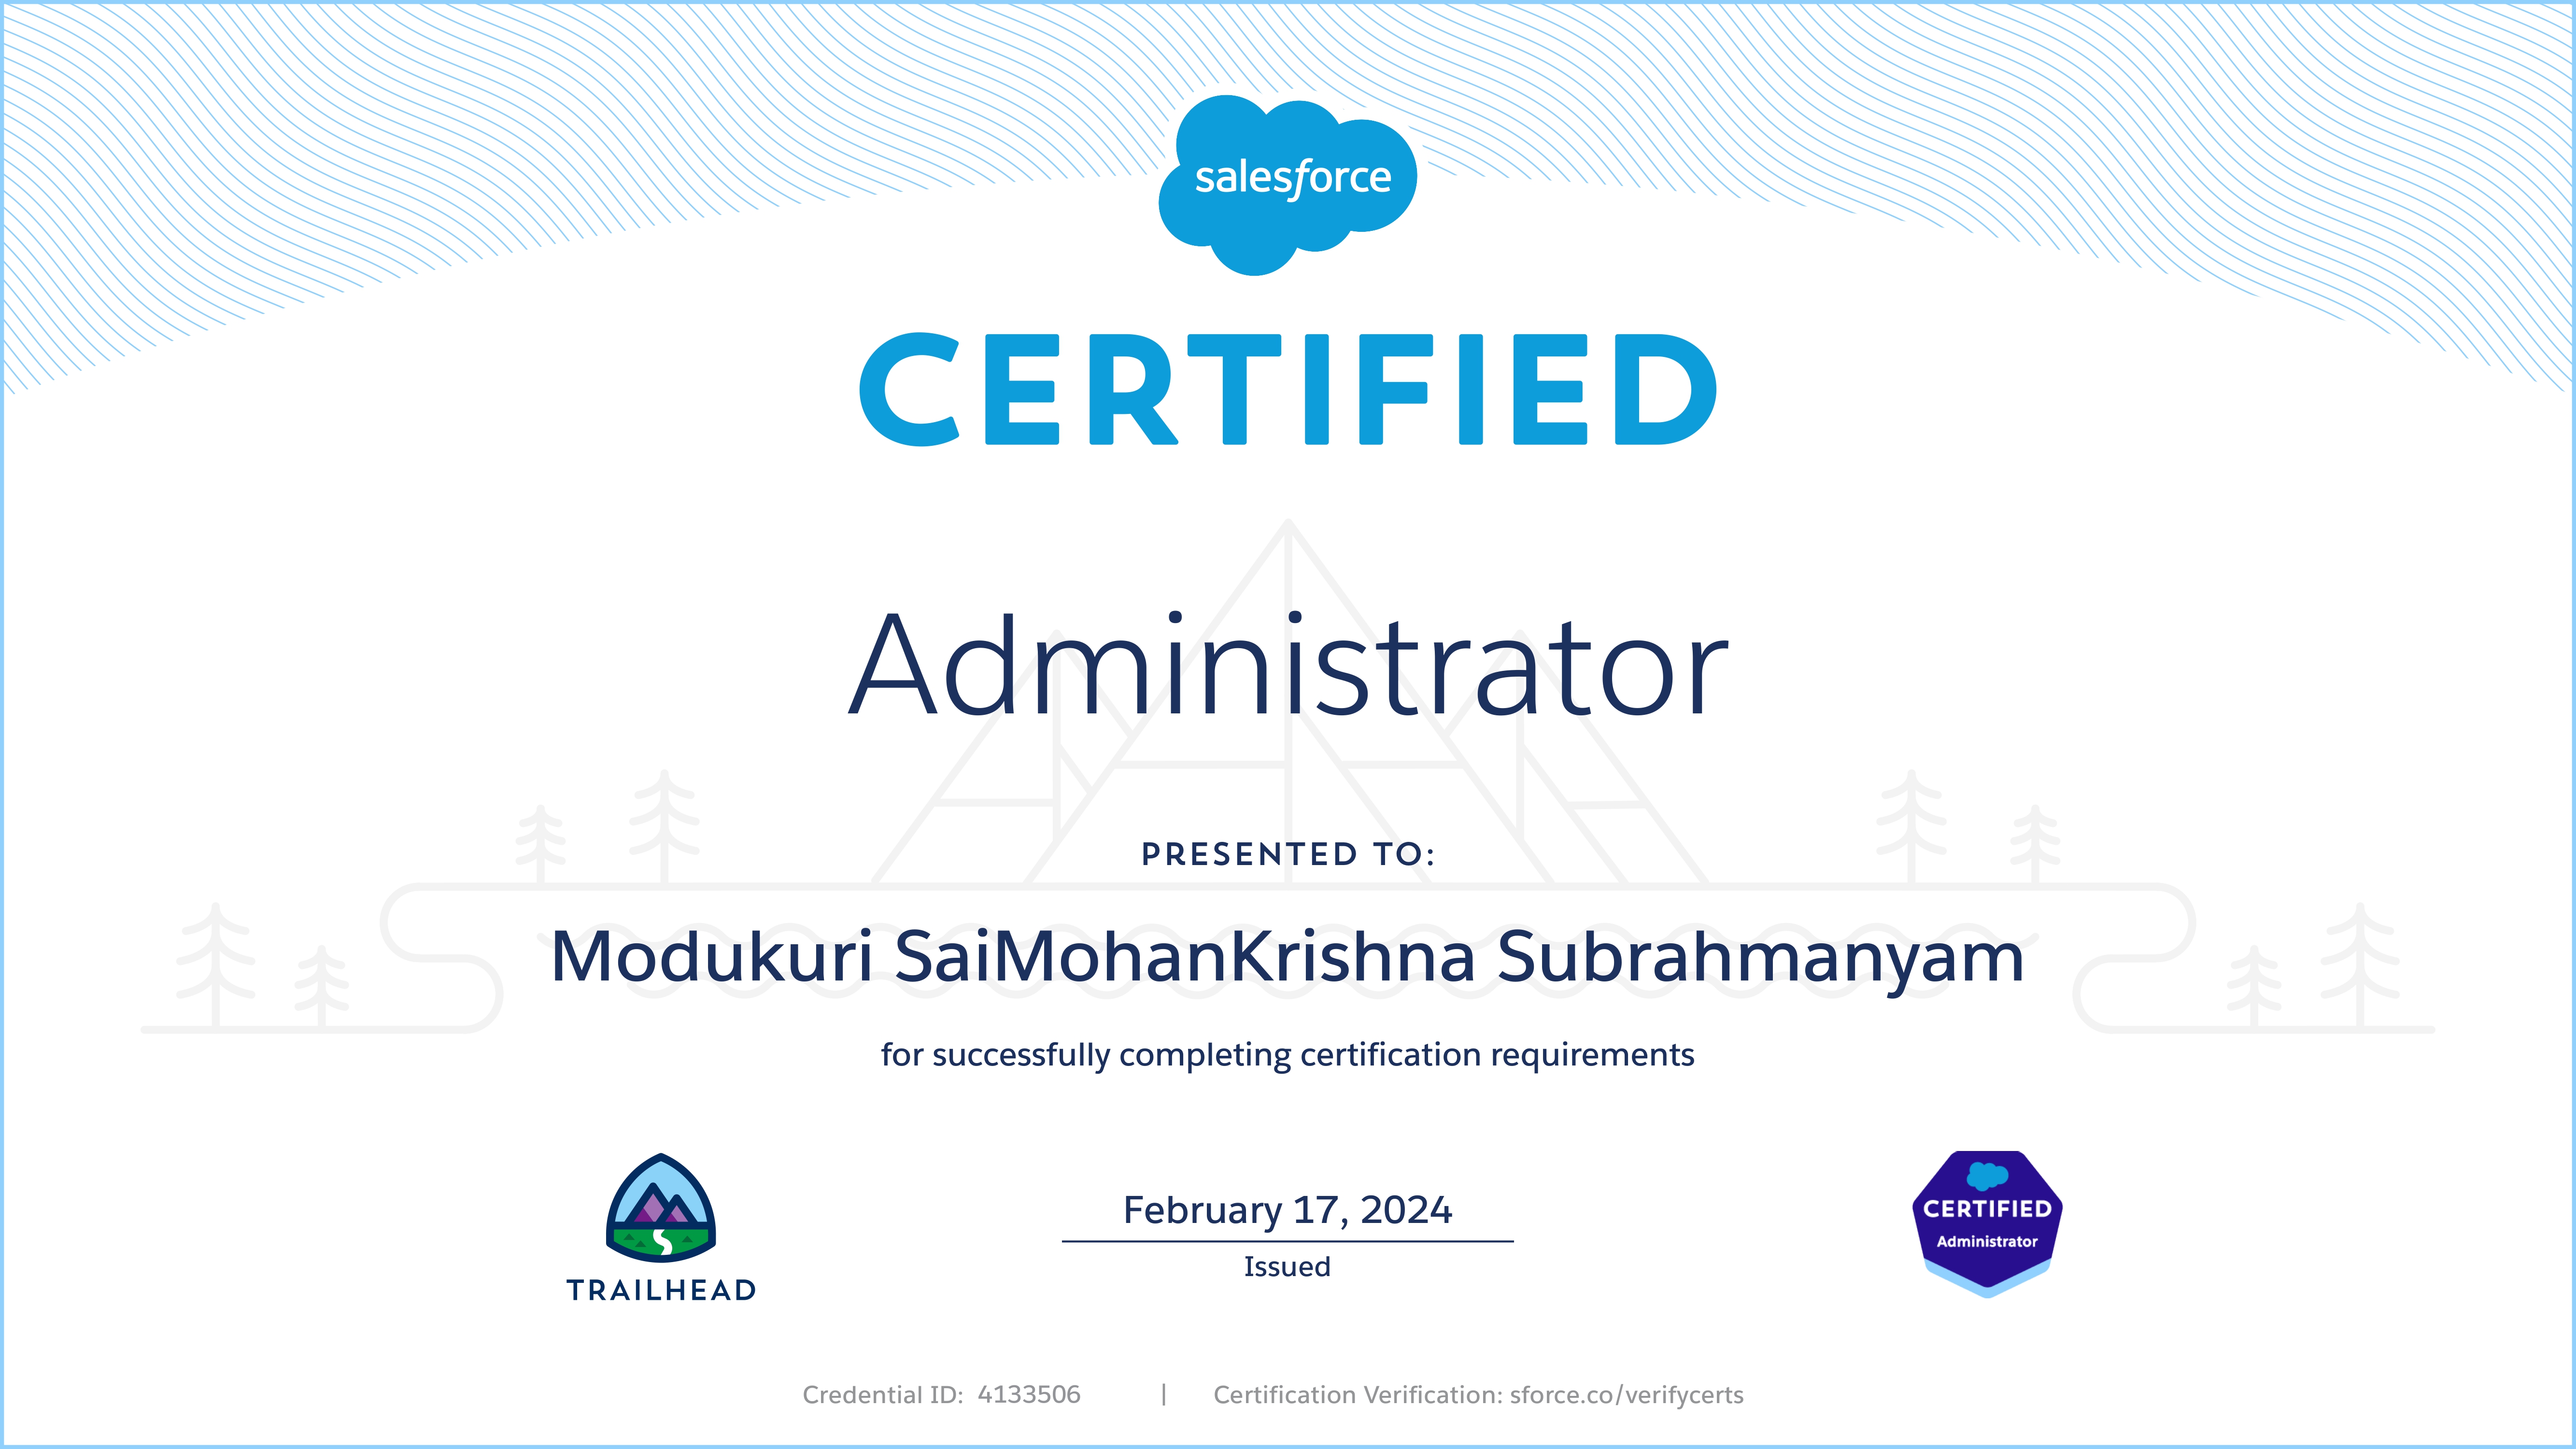 salesforce
CERTIFIED
Administrator
PRESENTED TO:
Modukuri SaiMohanKrishna Subrahmanyam
for successfully completing certification requirements
TRAILHEAD
February 17, 2024
Issued
CERTIFIED
Administrator
Credential ID: 4133506 | Certification Verification: sforce.co/verifycerts